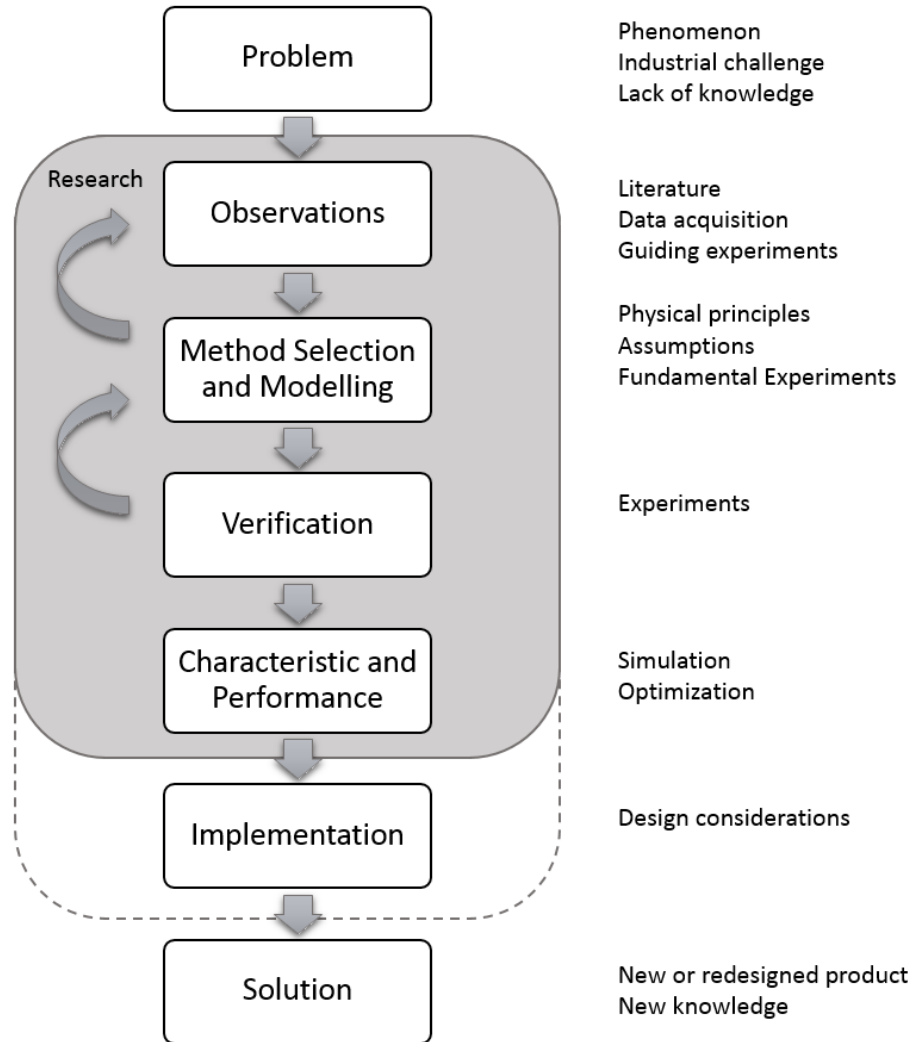 Problem
Phenomenon
Industrial challenge
Lack of knowledge
Research
Observations
Literature
Data acquisition
Guiding experiments
Method Selection
and Modelling
Physical principles
Assumptions
Fundamental Experiments
Verification
Experiments
Characteristic and
Performance
Simulation
Optimization
Implementation
Design considerations
Solution
New or redesigned product
New knowledge